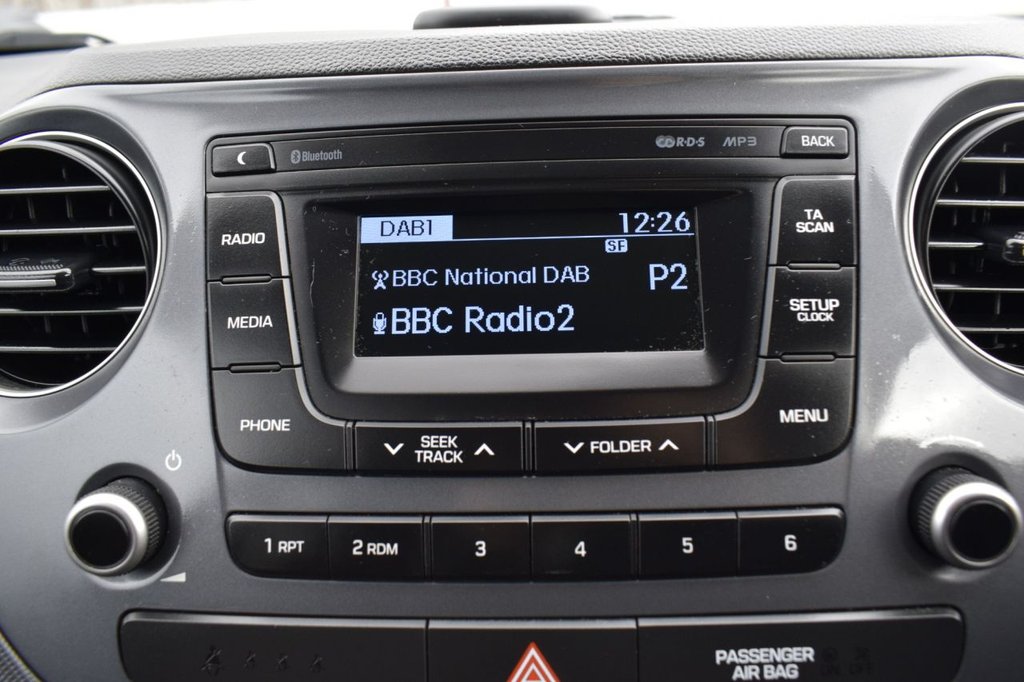 Bluetooth
RDS MP3 BACK
RADIO
DAB1 12:26
SF
TA
SCAN
BBC National DAB P2
BBC Radio2
MEDIA
SETUP
CLOCK
PHONE
SEEK
TRACK
FOLDER
MENU
1 RPT 2 RDM 3 4 5 6
PASSENGER
AIR BAG